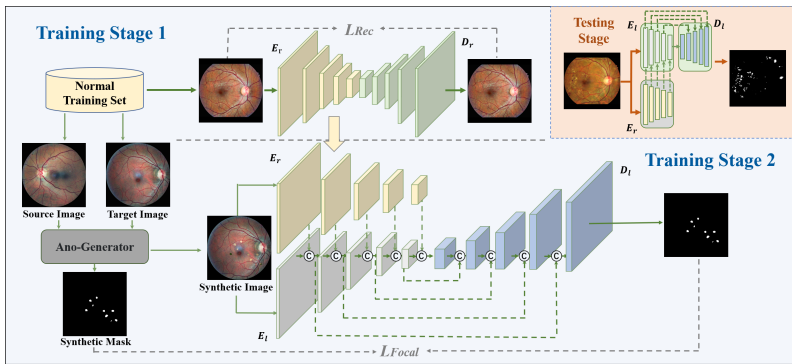 Training Stage 1
L_Rec
E_r
D_r
Normal
Training Set
Testing
Stage
E_l
D_l
E_r
E_r
D_l
Training Stage 2
Source Image
Target Image
Ano-Generator
Synthetic Image
C C C C C C C C C
Synthetic Mask
E_l
L_Focal